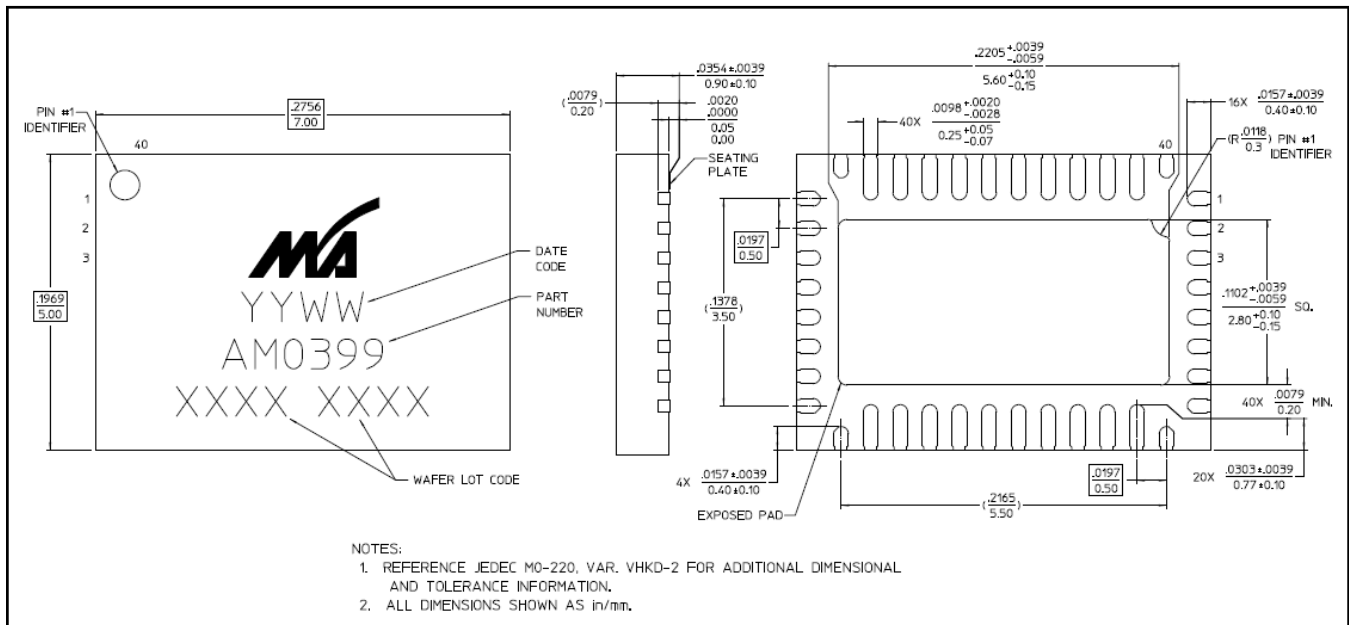 PIN #1
IDENTIFIER
.2756
7.00
40
1
2
3
.1969
5.00
MA
YYWW
AM0399
XXXX XXXX
DATE
CODE
PART
NUMBER
WAFER LOT CODE
.0354±.0039
0.90±0.10
(.0079
0.20)
.0020
.0000
0.05
0.00
SEATING
PLATE
.2205+.0039
-.0059
5.60+0.10
-0.15
40X .0098+.0020
-.0028
0.25+0.05
-0.07
16X .0157±.0039
0.40±0.10
(R.0118
0.3) PIN #1
IDENTIFIER
40
1
2
3
.0197
0.50
(.1378
3.50)
.1102+.0039
-.0059
2.80+0.10
-0.15
SQ.
40X .0079
0.20 MIN.
4X .0157±.0039
0.40±0.10
EXPOSED PAD
(.2165
5.50)
.0197
0.50
20X .0303±.0039
0.77±0.10
NOTES:
1. REFERENCE JEDEC MO-220, VAR. VHKD-2 FOR ADDITIONAL DIMENSIONAL
AND TOLERANCE INFORMATION.
2. ALL DIMENSIONS SHOWN AS in/mm.